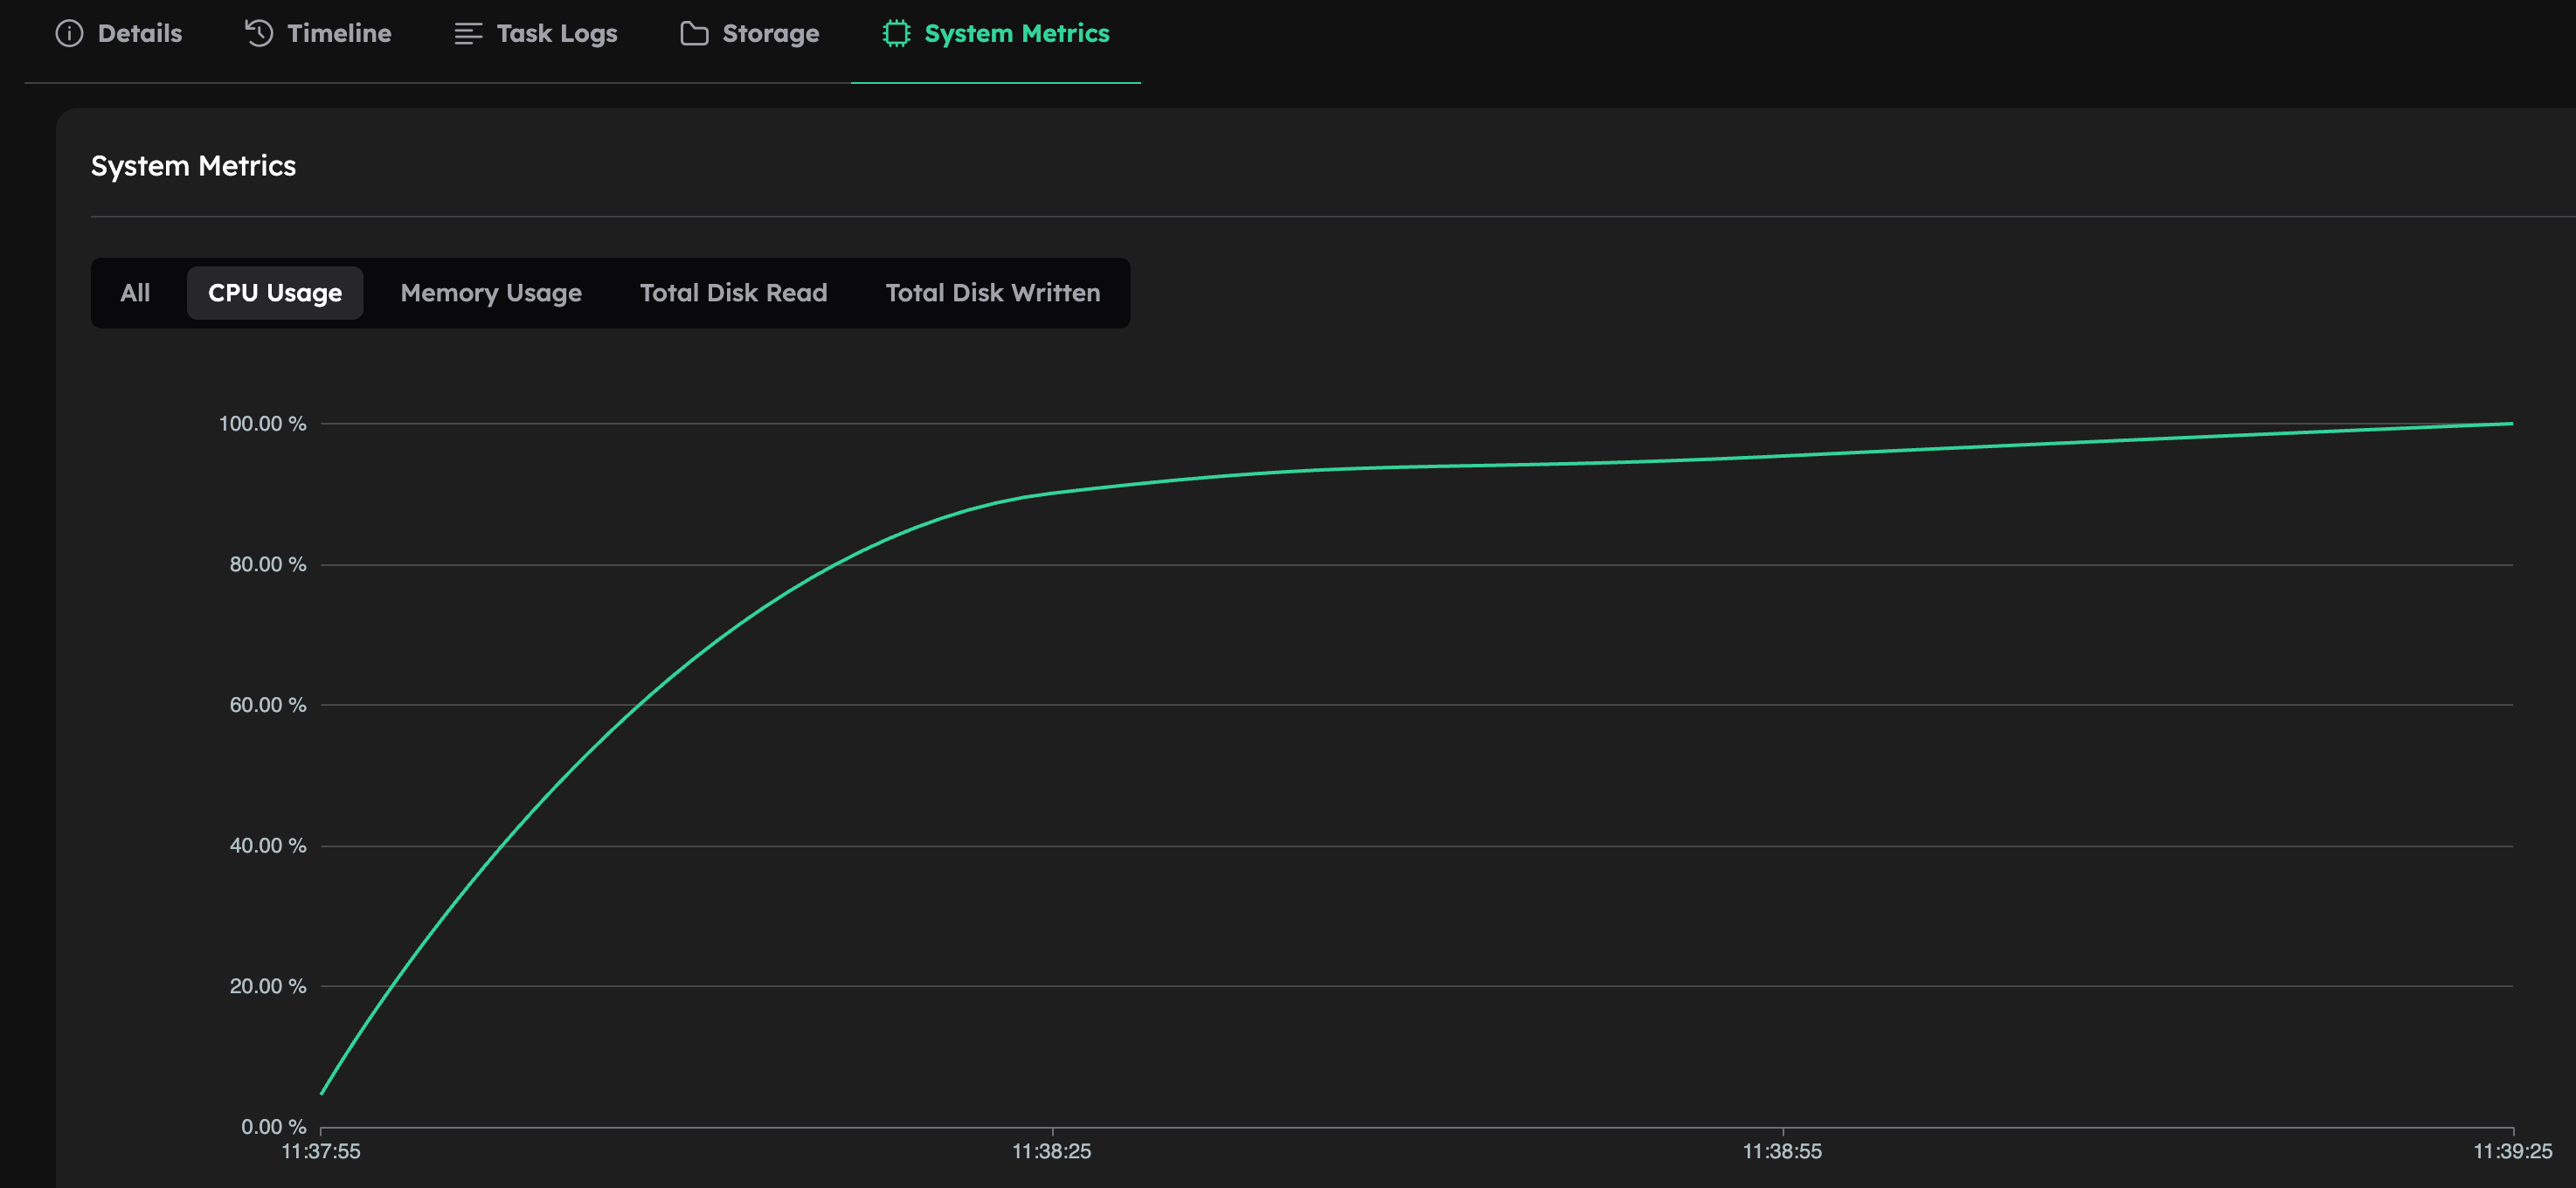 Details Timeline Task Logs Storage System Metrics
System Metrics
All CPU Usage Memory Usage Total Disk Read Total Disk Written
100.00 %
80.00 %
60.00 %
40.00 %
20.00 %
0.00 %
11:37:55 11:38:25 11:38:55 11:39:25